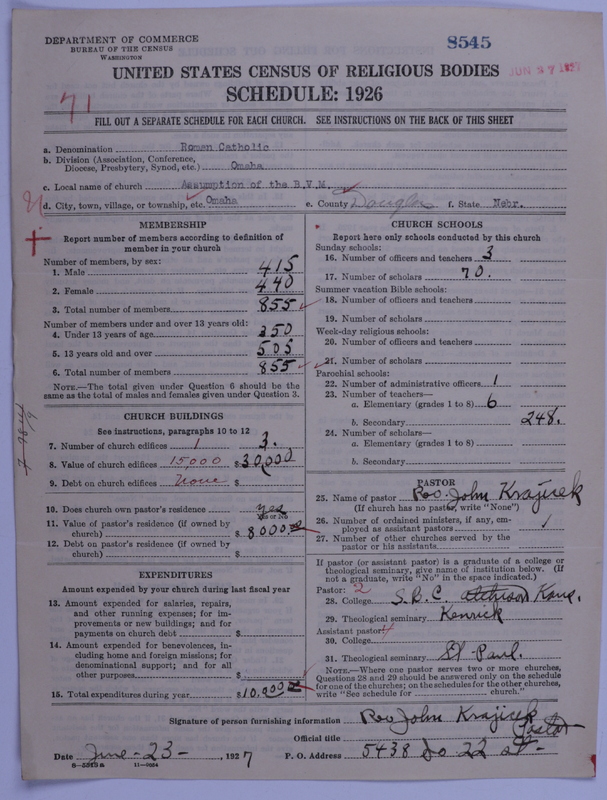 DEPARTMENT OF COMMERCE
BUREAU OF THE CENSUS
WASHINGTON
8545
UNITED STATES CENSUS OF RELIGIOUS BODIES
JUN 27 1927
SCHEDULE: 1926
71
FILL OUT A SEPARATE SCHEDULE FOR EACH CHURCH. SEE INSTRUCTIONS ON THE BACK OF THIS SHEET
a. Denomination Roman Catholic
b. Division (Association, Conference,
Diocese, Presbytery, Synod, etc.) Omaha
c. Local name of church Assumption of the B.V.M.
d. City, town, village, or township, etc. Omaha e. County Douglas f. State Nebr.
MEMBERSHIP
Report number of members according to definition of
member in your church
Number of members, by sex:
1. Male 415
2. Female 440
3. Total number of members 855
Number of members under and over 13 years old:
4. Under 13 years of age 350
5. 13 years old and over 505
6. Total number of members 855
NOTE.—The total given under Question 6 should be the
same as the total of males and females given under Question 3.
CHURCH BUILDINGS
See instructions, paragraphs 10 to 12
7. Number of church edifices 1 3.
8. Value of church edifices 15,000 $30,000
9. Debt on church edifices None $
10. Does church own pastor's residence yes
Yes or No
11. Value of pastor's residence (if owned by
church) $8000.00
12. Debt on pastor's residence (if owned by
church) $
EXPENDITURES
Amount expended by your church during last fiscal year
13. Amount expended for salaries, repairs,
and other running expenses; for im-
provements or new buildings; and for
payments on church debt $
14. Amount expended for benevolences, in-
cluding home and foreign missions; for
denominational support; and for all
other purposes $
15. Total expenditures during year $10,000.00
CHURCH SCHOOLS
Report here only schools conducted by this church
Sunday schools:
16. Number of officers and teachers 3
17. Number of scholars 70.
Summer vacation Bible schools:
18. Number of officers and teachers
19. Number of scholars
Week-day religious schools:
20. Number of officers and teachers
21. Number of scholars
Parochial schools:
22. Number of administrative officers 1
23. Number of teachers—
a. Elementary (grades 1 to 8) 6
b. Secondary 248.
24. Number of scholars—
a. Elementary (grades 1 to 8)
b. Secondary
PASTOR
25. Name of pastor Rev. John Krajicek
(If church has no pastor, write "None")
26. Number of ordained ministers, if any, em-
ployed as assistant pastors 1
27. Number of other churches served by the
pastor or his assistants
If pastor (or assistant pastor) is a graduate of a college or
theological seminary, give name of institution below. (If
not a graduate, write "No" in the space indicated.)
Pastor: 2
28. College S.B.C. Atchison Kans.
29. Theological seminary Kenrick
Assistant pastor: 4
30. College
31. Theological seminary St Paul.
NOTE.—Where one pastor serves two or more churches,
Questions 28 and 29 should be answered only on the schedule
for one of the churches; on the schedules for the other churches,
write "See schedule for church."
Signature of person furnishing information Rev John Krajicek
Official title Pastor
Date June-23-, 1927 P. O. Address 5438 So 22 st-
8-5519a 11-9034